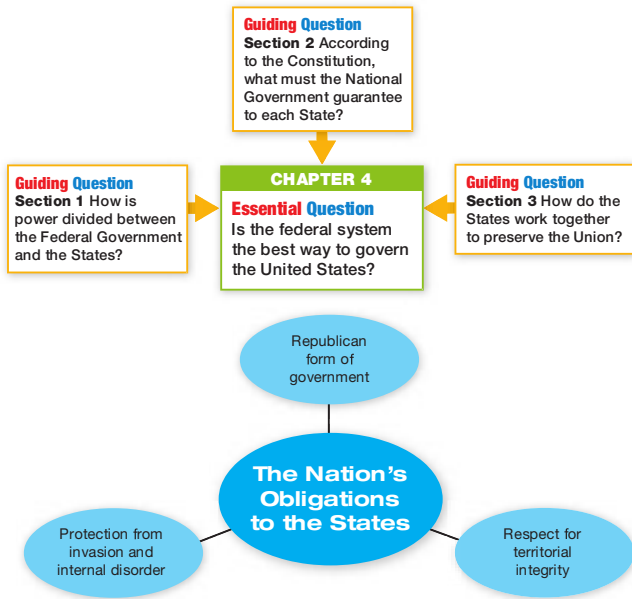 Guiding Question
Section 2 According
to the Constitution,
what must the National
Government guarantee
to each State?
Guiding Question
Section 1 How is
power divided between
the Federal Government
and the States?
CHAPTER 4
Essential Question
Is the federal system
the best way to govern
the United States?
Guiding Question
Section 3 How do the
States work together
to preserve the Union?
Republican
form of
government
The Nation's
Obligations
to the States
Protection from
invasion and
internal disorder
Respect for
territorial
integrity